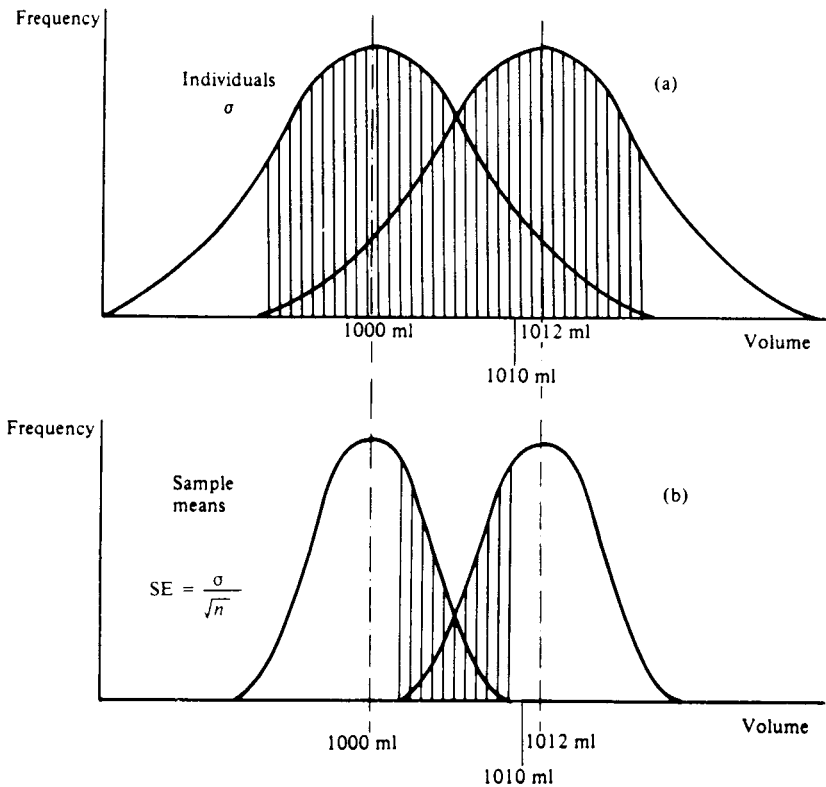 Frequency
Individuals
σ
(a)
1000 ml
1012 ml
Volume
1010 ml
Frequency
Sample
means
(b)
SE = σ/√n
Volume
1000 ml
1012 ml
1010 ml